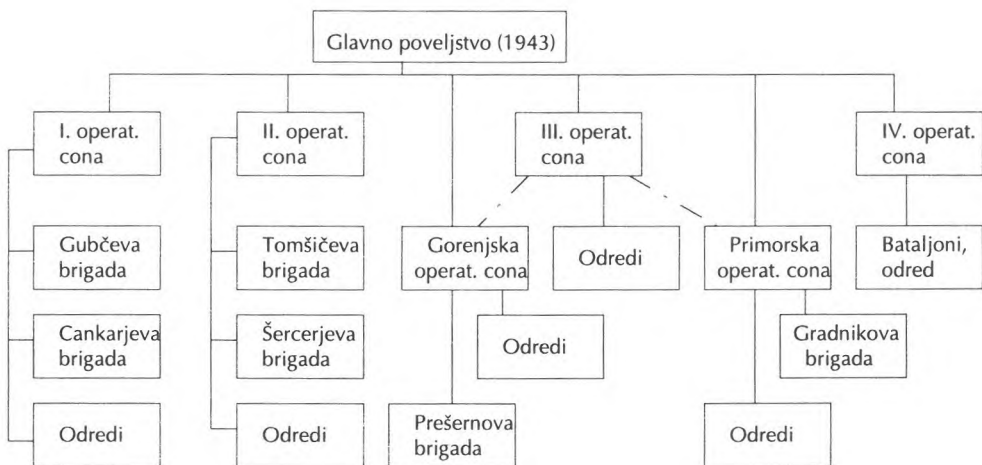 Glavno poveljstvo (1943)
I. operat.
cona
II. operat.
cona
III. operat.
cona
IV. operat.
cona
Gubčeva
brigada
Tomšičeva
brigada
Gorenjska
operat. cona
Odredi
Primorska
operat. cona
Bataljoni,
odred
Cankarjeva
brigada
Šercerjeva
brigada
Odredi
Gradnikova
brigada
Odredi
Odredi
Prešernova
brigada
Odredi